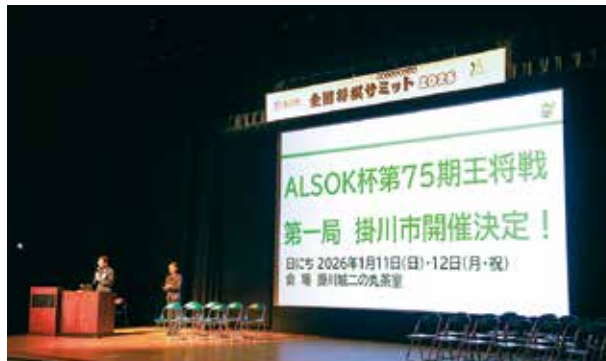 全国将棋サミット2025
ALSOK杯第75期王将戦
第一局 掛川市開催決定！
日にち 2026年1月11日(日)・12日(月・祝)
会 場 掛川城二の丸茶室